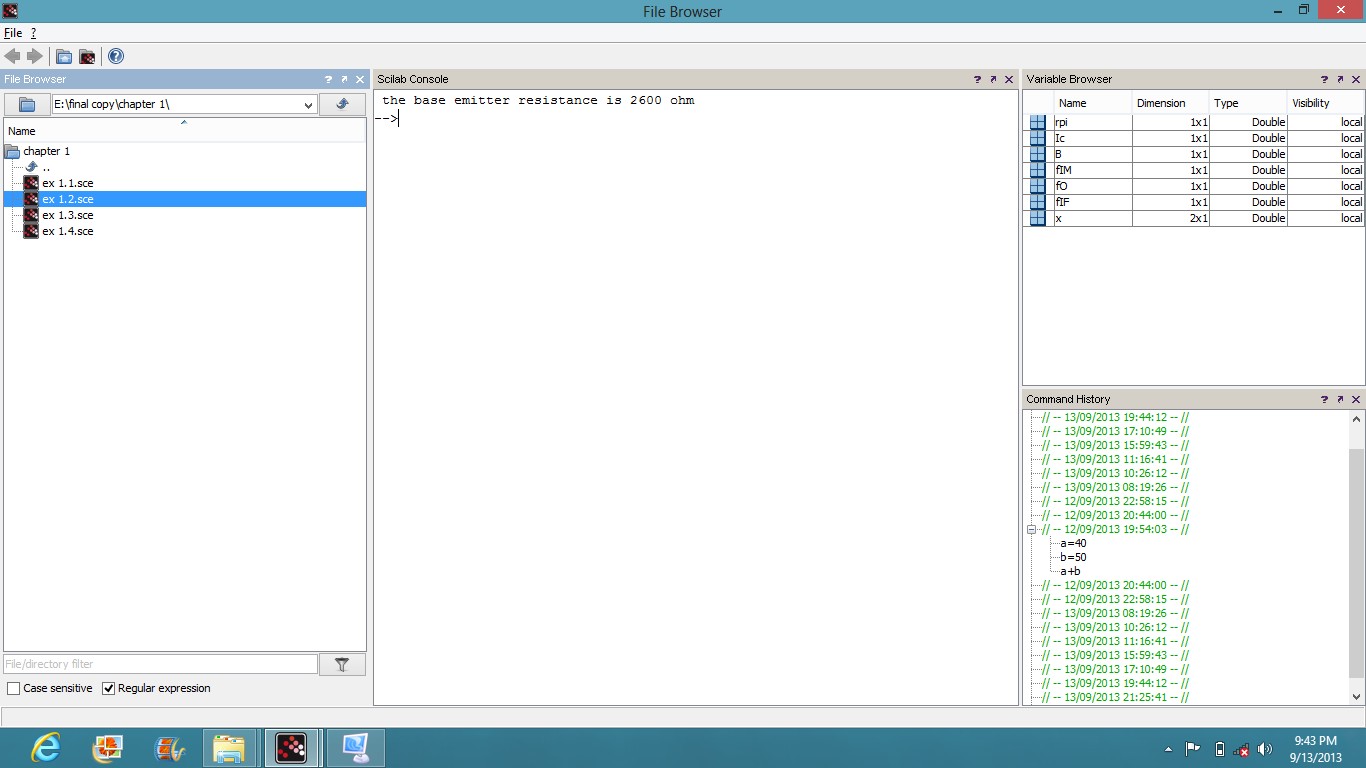 File Browser
File ?
File Browser ?
E:\final copy\chapter 1\
Name
chapter 1
..
ex 1.1.sce
ex 1.2.sce
ex 1.3.sce
ex 1.4.sce
File/directory filter
Case sensitive Regular expression
Scilab Console ?
the base emitter resistance is 2600 ohm
-->
Variable Browser ?
Name Dimension Type Visibility
rpi 1x1 Double local
Ic 1x1 Double local
B 1x1 Double local
fIM 1x1 Double local
fO 1x1 Double local
fIF 1x1 Double local
x 2x1 Double local
Command History ?
// -- 13/09/2013 19:44:12 -- //
// -- 13/09/2013 17:10:49 -- //
// -- 13/09/2013 15:59:43 -- //
// -- 13/09/2013 11:16:41 -- //
// -- 13/09/2013 10:26:12 -- //
// -- 13/09/2013 08:19:26 -- //
// -- 12/09/2013 22:58:15 -- //
// -- 12/09/2013 20:44:00 -- //
// -- 12/09/2013 19:54:03 -- //
a=40
b=50
a+b
// -- 12/09/2013 20:44:00 -- //
// -- 12/09/2013 22:58:15 -- //
// -- 13/09/2013 08:19:26 -- //
// -- 13/09/2013 10:26:12 -- //
// -- 13/09/2013 11:16:41 -- //
// -- 13/09/2013 15:59:43 -- //
// -- 13/09/2013 17:10:49 -- //
// -- 13/09/2013 19:44:12 -- //
// -- 13/09/2013 21:25:41 -- //
9:43 PM
9/13/2013